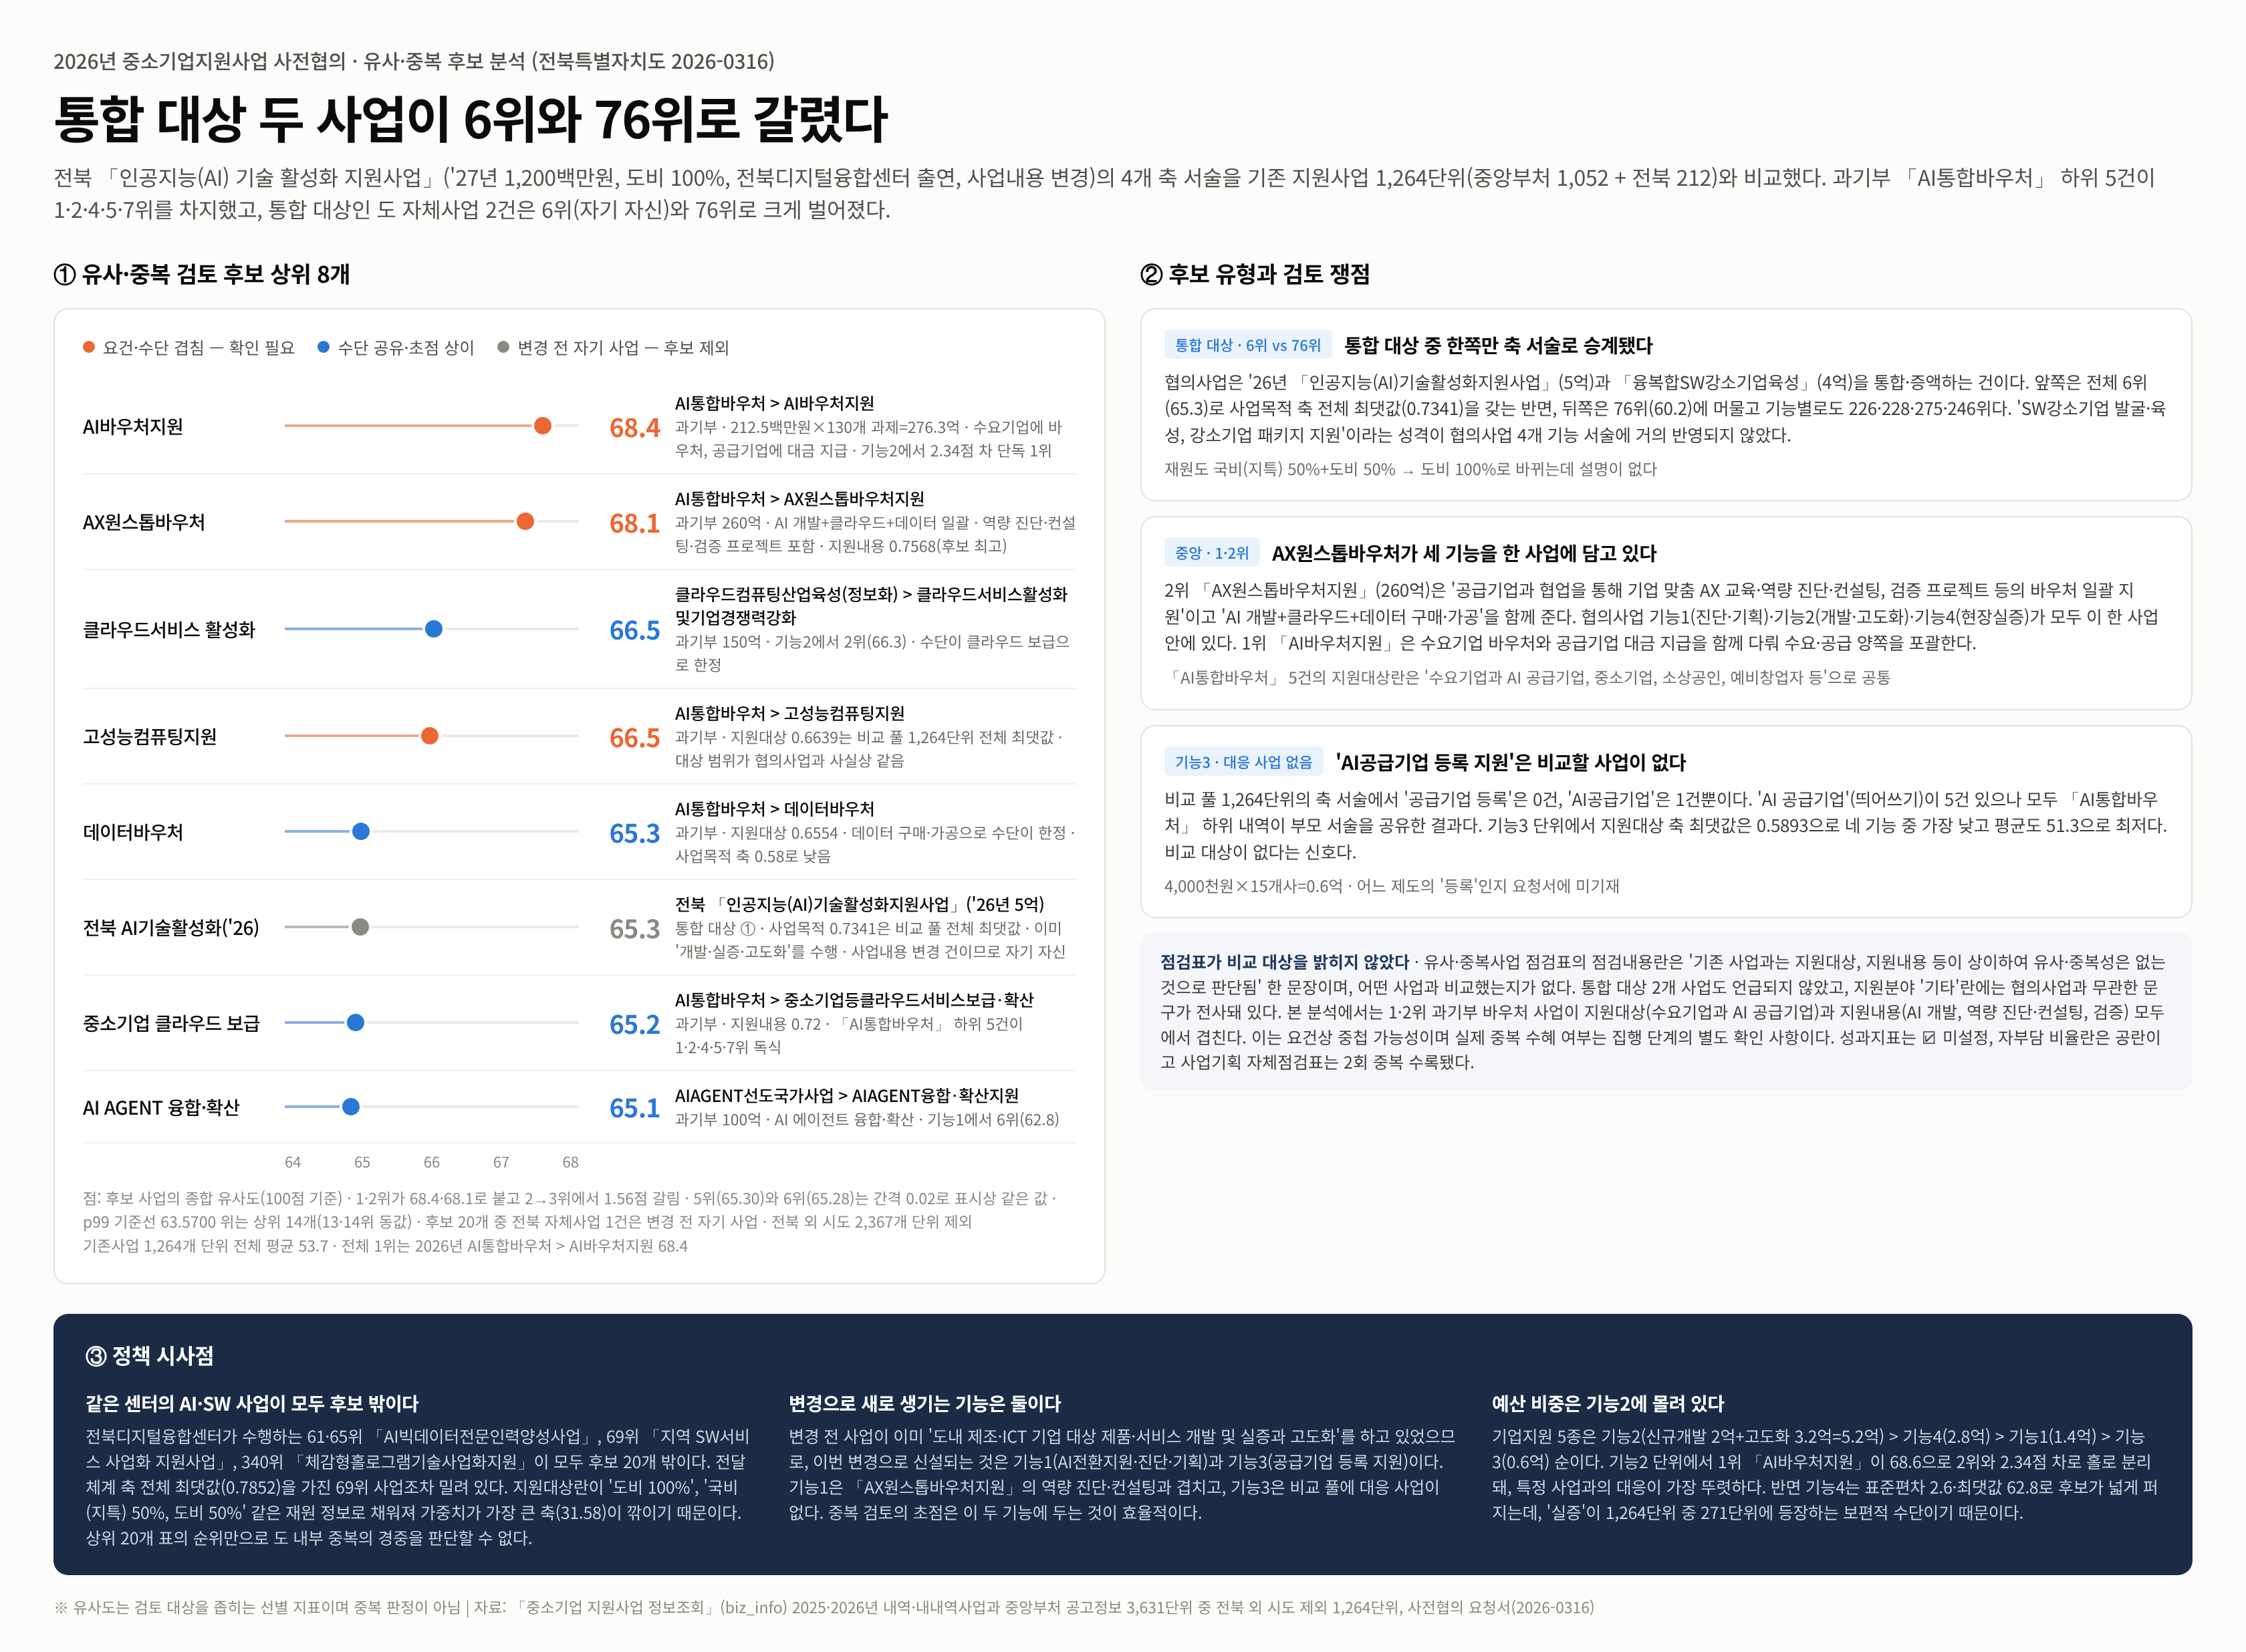 2026년 중소기업지원사업 사전협의 · 유사·중복 후보 분석 (전북특별자치도 2026-0316)
통합 대상 두 사업이 6위와 76위로 갈렸다
전북 「인공지능(AI) 기술 활성화 지원사업」('27년 1,200백만원, 도비 100%, 전북디지털융합센터 출연, 사업내용 변경)의 4개 축 서술을 기존 지원사업 1,264단위(중앙부처 1,052 + 전북 212)와 비교했다. 과기부 「AI통합바우처」 하위 5건이
1·2·4·5·7위를 차지했고, 통합 대상인 도 자체사업 2건은 6위(자기 자신)와 76위로 크게 벌어졌다.
① 유사·중복 검토 후보 상위 8개
요건·수단 겹침 — 확인 필요
수단 공유·초점 상이
변경 전 자기 사업 — 후보 제외
AI바우처지원
68.4
AI통합바우처 > AI바우처지원
과기부 · 212.5백만원×130개 과제=276.3억 · 수요기업에 바
우처, 공급기업에 대금 지급 · 기능2에서 2.34점 차 단독 1위
AX원스톱바우처
68.1
AI통합바우처 > AX원스톱바우처지원
과기부 260억 · AI 개발+클라우드+데이터 일괄 · 역량 진단·컨설
팅·검증 프로젝트 포함 · 지원내용 0.7568(후보 최고)
클라우드서비스 활성화
66.5
클라우드컴퓨팅산업육성(정보화) > 클라우드서비스활성화
및기업경쟁력강화
과기부 150억 · 기능2에서 2위(66.3) · 수단이 클라우드 보급으
로 한정
고성능컴퓨팅지원
66.5
AI통합바우처 > 고성능컴퓨팅지원
과기부 · 지원대상 0.6639는 비교 풀 1,264단위 전체 최댓값 ·
대상 범위가 협의사업과 사실상 같음
데이터바우처
65.3
AI통합바우처 > 데이터바우처
과기부 · 지원대상 0.6554 · 데이터 구매·가공으로 수단이 한정 ·
사업목적 축 0.58로 낮음
전북 AI기술활성화('26)
65.3
전북 「인공지능(AI)기술활성화지원사업」('26년 5억)
통합 대상 ① · 사업목적 0.7341은 비교 풀 전체 최댓값 · 이미
'개발·실증·고도화'를 수행 · 사업내용 변경 건이므로 자기 자신
중소기업 클라우드 보급
65.2
AI통합바우처 > 중소기업등클라우드서비스보급·확산
과기부 · 지원내용 0.72 · 「AI통합바우처」 하위 5건이
1·2·4·5·7위 독식
AI AGENT 융합·확산
65.1
AIAGENT선도국가사업 > AIAGENT융합·확산지원
과기부 100억 · AI 에이전트 융합·확산 · 기능1에서 6위(62.8)
64 65 66 67 68
점: 후보 사업의 종합 유사도(100점 기준) · 1·2위가 68.4·68.1로 붙고 2→3위에서 1.56점 갈림 · 5위(65.30)와 6위(65.28)는 간격 0.02로 표시상 같은 값 ·
p99 기준선 63.5700 위는 상위 14개(13·14위 동값) · 후보 20개 중 전북 자체사업 1건은 변경 전 자기 사업 · 전북 외 시도 2,367개 단위 제외
기존사업 1,264개 단위 전체 평균 53.7 · 전체 1위는 2026년 AI통합바우처 > AI바우처지원 68.4
② 후보 유형과 검토 쟁점
통합 대상 · 6위 vs 76위 통합 대상 중 한쪽만 축 서술로 승계됐다
협의사업은 '26년 「인공지능(AI)기술활성화지원사업」(5억)과 「융복합SW강소기업육성」(4억)을 통합·증액하는 건이다. 앞쪽은 전체 6위
(65.3)로 사업목적 축 전체 최댓값(0.7341)을 갖는 반면, 뒤쪽은 76위(60.2)에 머물고 기능별로도 226·228·275·246위다. 'SW강소기업 발굴·육
성, 강소기업 패키지 지원'이라는 성격이 협의사업 4개 기능 서술에 거의 반영되지 않았다.
재원도 국비(지특) 50%+도비 50% → 도비 100%로 바뀌는데 설명이 없다
중앙 · 1·2위 AX원스톱바우처가 세 기능을 한 사업에 담고 있다
2위 「AX원스톱바우처지원」(260억)은 '공급기업과 협업을 통해 기업 맞춤 AX 교육·역량 진단·컨설팅, 검증 프로젝트 등의 바우처 일괄 지
원'이고 'AI 개발+클라우드+데이터 구매·가공'을 함께 준다. 협의사업 기능1(진단·기획)·기능2(개발·고도화)·기능4(현장실증)가 모두 이 한 사업
안에 있다. 1위 「AI바우처지원」은 수요기업 바우처와 공급기업 대금 지급을 함께 다뤄 수요·공급 양쪽을 포괄한다.
「AI통합바우처」 5건의 지원대상란은 '수요기업과 AI 공급기업, 중소기업, 소상공인, 예비창업자 등'으로 공통
기능3 · 대응 사업 없음 'AI공급기업 등록 지원'은 비교할 사업이 없다
비교 풀 1,264단위의 축 서술에서 '공급기업 등록'은 0건, 'AI공급기업'은 1건뿐이다. 'AI 공급기업'(띄어쓰기)이 5건 있으나 모두 「AI통합바우
처」 하위 내역이 부모 서술을 공유한 결과다. 기능3 단위에서 지원대상 축 최댓값은 0.5893으로 네 기능 중 가장 낮고 평균도 51.3으로 최저다.
비교 대상이 없다는 신호다.
4,000천원×15개사=0.6억 · 어느 제도의 '등록'인지 요청서에 미기재
점검표가 비교 대상을 밝히지 않았다 · 유사·중복사업 점검표의 점검내용란은 '기존 사업과는 지원대상, 지원내용 등이 상이하여 유사·중복성은 없는
것으로 판단됨' 한 문장이며, 어떤 사업과 비교했는지가 없다. 통합 대상 2개 사업도 언급되지 않았고, 지원분야 '기타'란에는 협의사업과 무관한 문
구가 전사돼 있다. 본 분석에서는 1·2위 과기부 바우처 사업이 지원대상(수요기업과 AI 공급기업)과 지원내용(AI 개발, 역량 진단·컨설팅, 검증) 모두
에서 겹친다. 이는 요건상 중첩 가능성이며 실제 중복 수혜 여부는 집행 단계의 별도 확인 사항이다. 성과지표는 ☑ 미설정, 자부담 비율란은 공란이
고 사업기획 자체점검표는 2회 중복 수록됐다.
③ 정책 시사점
같은 센터의 AI·SW 사업이 모두 후보 밖이다
전북디지털융합센터가 수행하는 61·65위 「AI빅데이터전문인력양성사업」, 69위 「지역 SW서비
스 사업화 지원사업」, 340위 「체감형홀로그램기술사업화지원」이 모두 후보 20개 밖이다. 전달
체계 축 전체 최댓값(0.7852)을 가진 69위 사업조차 밀려 있다. 지원대상란이 '도비 100%', '국비
(지특) 50%, 도비 50%' 같은 재원 정보로 채워져 가중치가 가장 큰 축(31.58)이 깎이기 때문이다.
상위 20개 표의 순위만으로 도 내부 중복의 경중을 판단할 수 없다.
변경으로 새로 생기는 기능은 둘이다
변경 전 사업이 이미 '도내 제조·ICT 기업 대상 제품·서비스 개발 및 실증과 고도화'를 하고 있었으므
로, 이번 변경으로 신설되는 것은 기능1(AI전환지원·진단·기획)과 기능3(공급기업 등록 지원)이다.
기능1은 「AX원스톱바우처지원」의 역량 진단·컨설팅과 겹치고, 기능3은 비교 풀에 대응 사업이
없다. 중복 검토의 초점은 이 두 기능에 두는 것이 효율적이다.
예산 비중은 기능2에 몰려 있다
기업지원 5종은 기능2(신규개발 2억+고도화 3.2억=5.2억) > 기능4(2.8억) > 기능1(1.4억) > 기능
3(0.6억) 순이다. 기능2 단위에서 1위 「AI바우처지원」이 68.6으로 2위와 2.34점 차로 홀로 분리
돼, 특정 사업과의 대응이 가장 뚜렷하다. 반면 기능4는 표준편차 2.6·최댓값 62.8로 후보가 넓게 퍼
지는데, '실증'이 1,264단위 중 271단위에 등장하는 보편적 수단이기 때문이다.
※ 유사도는 검토 대상을 좁히는 선별 지표이며 중복 판정이 아님 | 자료: 「중소기업 지원사업 정보조회」(biz_info) 2025·2026년 내역·내내역사업과 중앙부처 공고정보 3,631단위 중 전북 외 시도 제외 1,264단위, 사전협의 요청서(2026-0316)